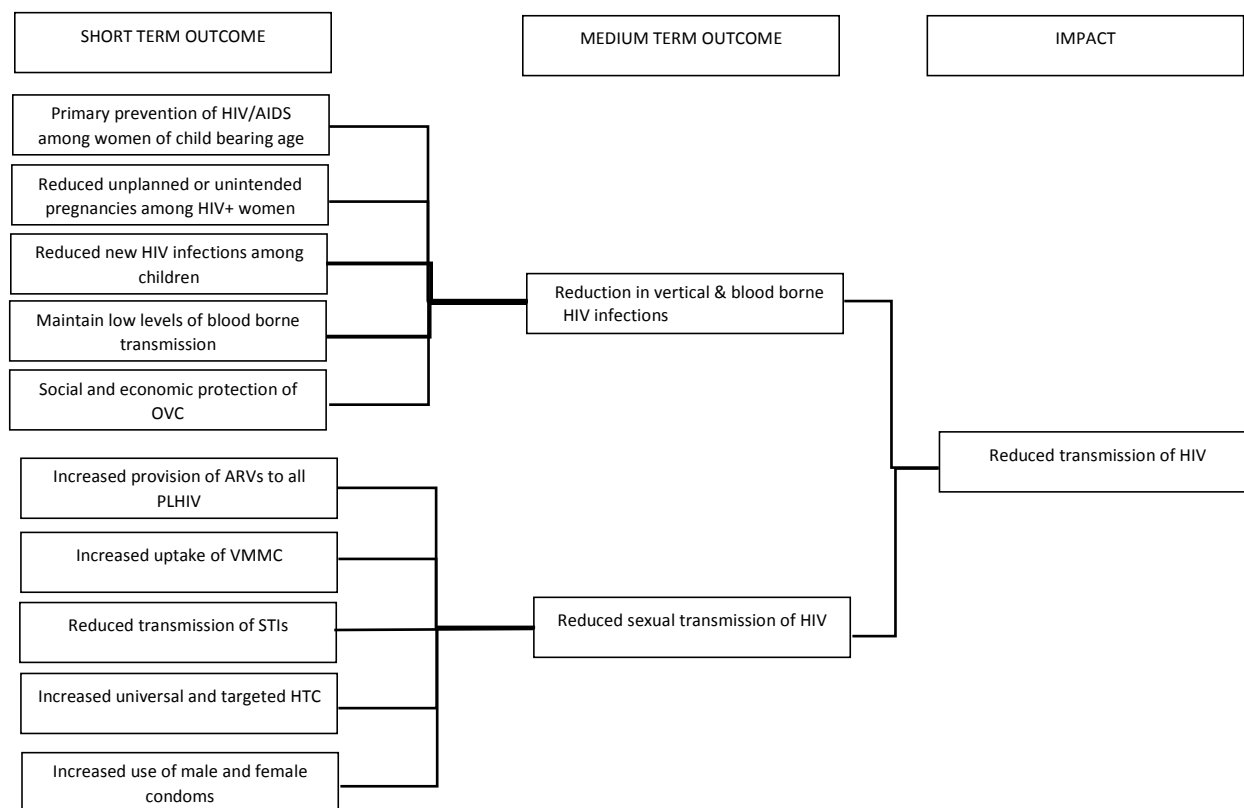 SHORT TERM OUTCOME
MEDIUM TERM OUTCOME
IMPACT
Primary prevention of HIV/AIDS
among women of child bearing age
Reduced unplanned or unintended
pregnancies among HIV+ women
Reduced new HIV infections among
children
Maintain low levels of blood borne
transmission
Social and economic protection of
OVC
Reduction in vertical & blood borne
HIV infections
Increased provision of ARVs to all
PLHIV
Increased uptake of VMMC
Reduced transmission of STIs
Increased universal and targeted HTC
Increased use of male and female
condoms
Reduced sexual transmission of HIV
Reduced transmission of HIV